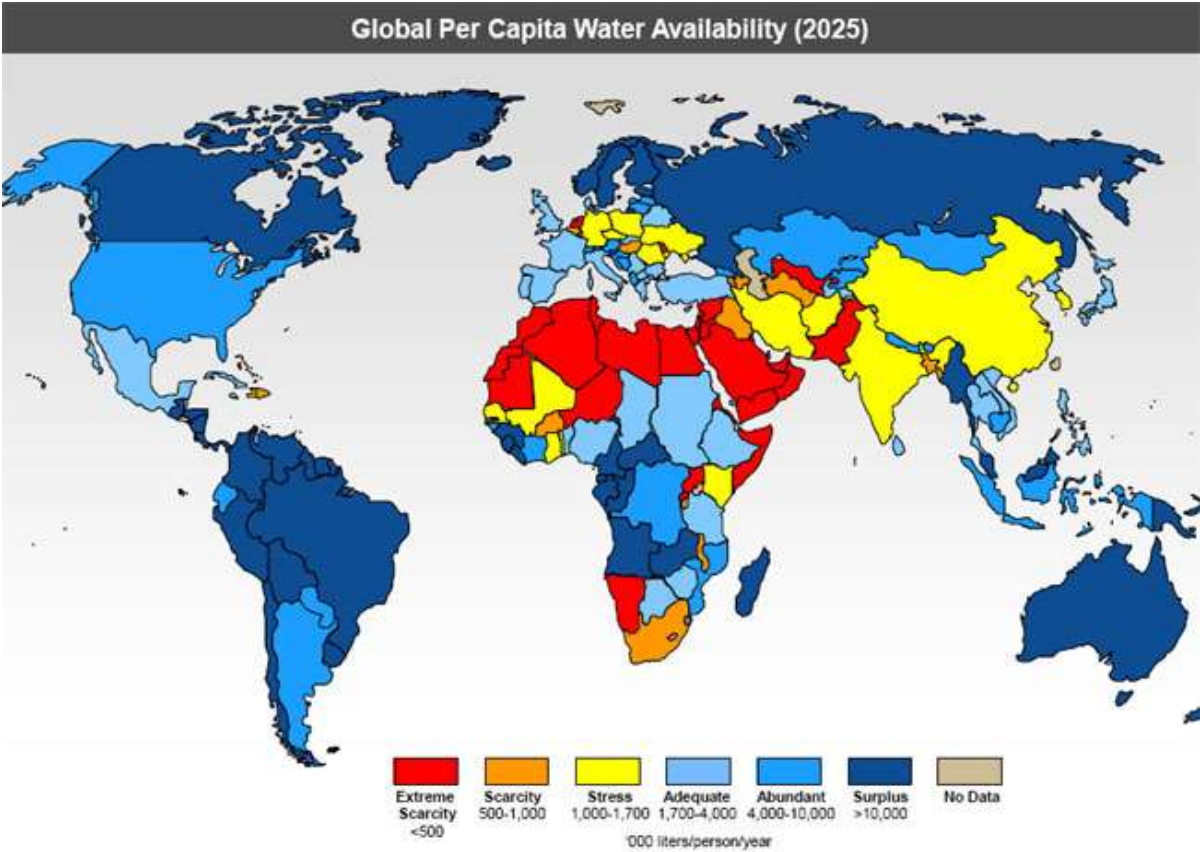 Global Per Capita Water Availability (2025)
Extreme Scarcity <500
Scarcity 500-1,000
Stress 1,000-1,700
Adequate 1,700-4,000
Abundant 4,000-10,000
Surplus >10,000
No Data
'000 liters/person/year